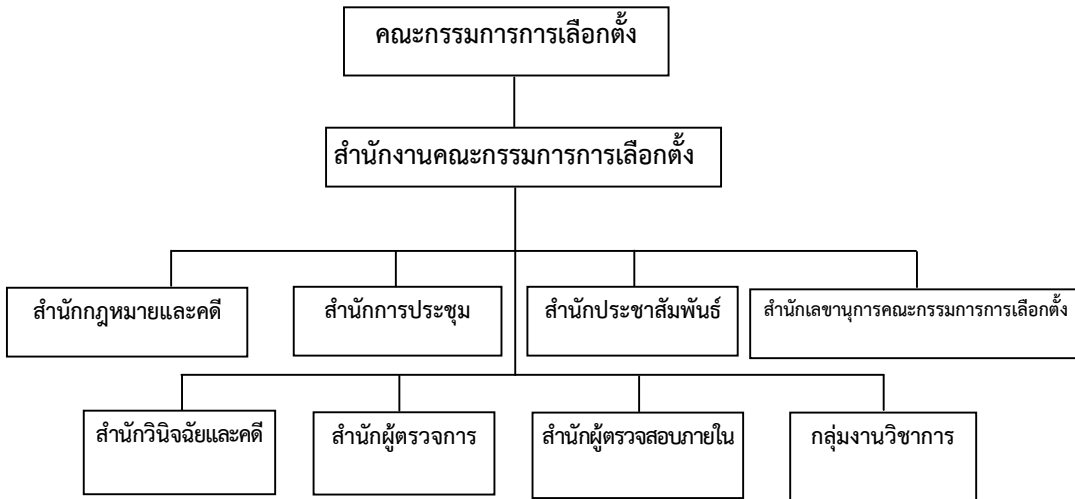 คณะกรรมการการเลือกตั้ง
สำนักงานคณะกรรมการการเลือกตั้ง
สำนักกฎหมายและคดี
สำนักการประชุม
สำนักประชาสัมพันธ์
สำนักเลขานุการคณะกรรมการการเลือกตั้ง
สำนักวินิจฉัยและคดี
สำนักผู้ตรวจการ
สำนักผู้ตรวจสอบภายใน
กลุ่มงานวิชาการ